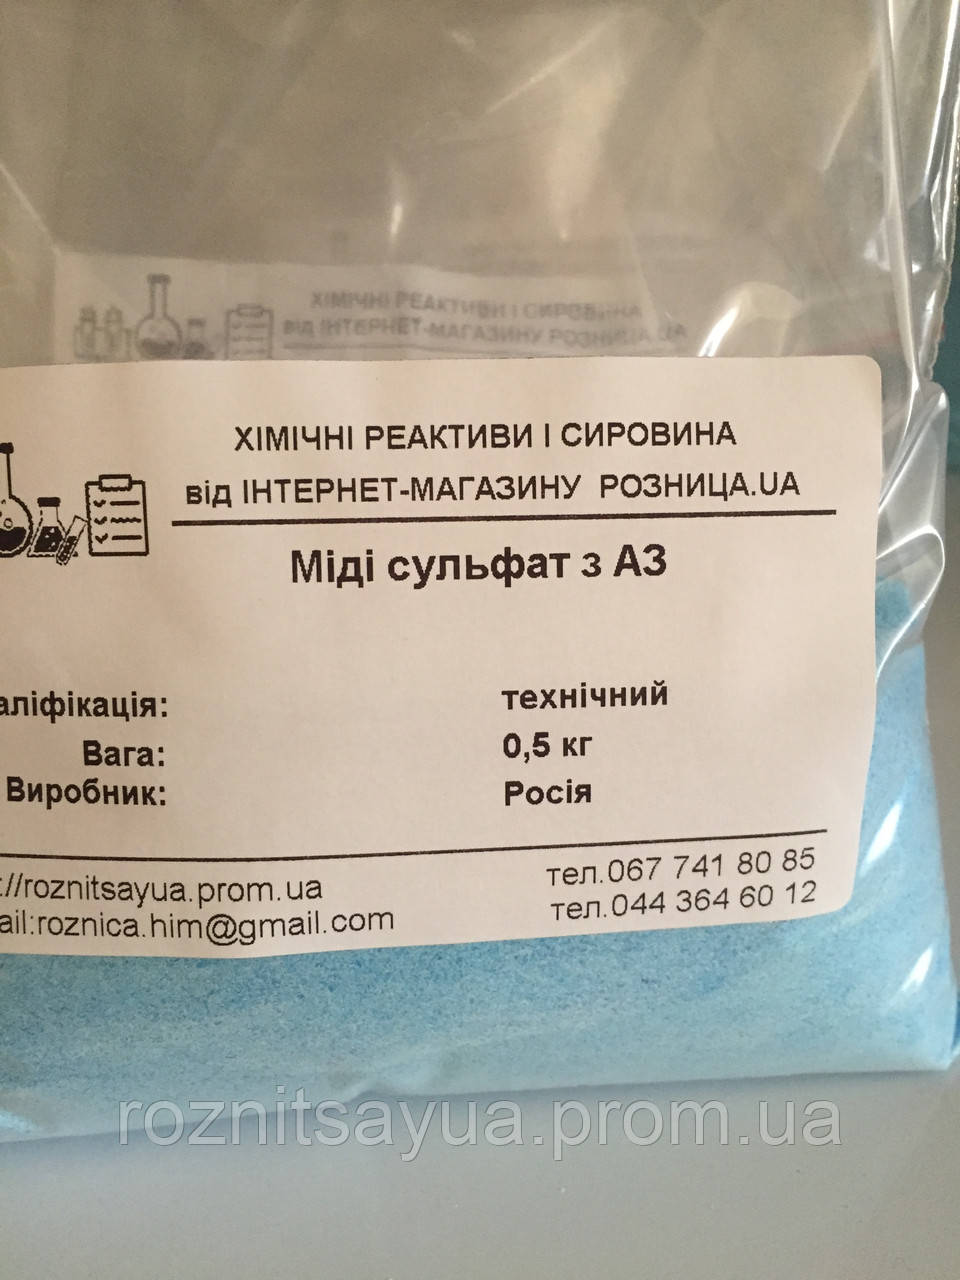 ХІМІЧНІ РЕАКТИВИ І СИРОВИНА
від ІНТЕРНЕТ-МАГАЗИНУ РОЗНИЦА.UA
ХІМІЧНІ РЕАКТИВИ І СИРОВИНА
від ІНТЕРНЕТ-МАГАЗИНУ РОЗНИЦА.UA
Міді сульфат з АЗ
аліфікація: технічний
Вага: 0,5 кг
Виробник: Росія
://roznitsayua.prom.ua тел.067 741 80 85
ail:roznica.him@gmail.com тел.044 364 60 12
roznitsayua.prom.ua